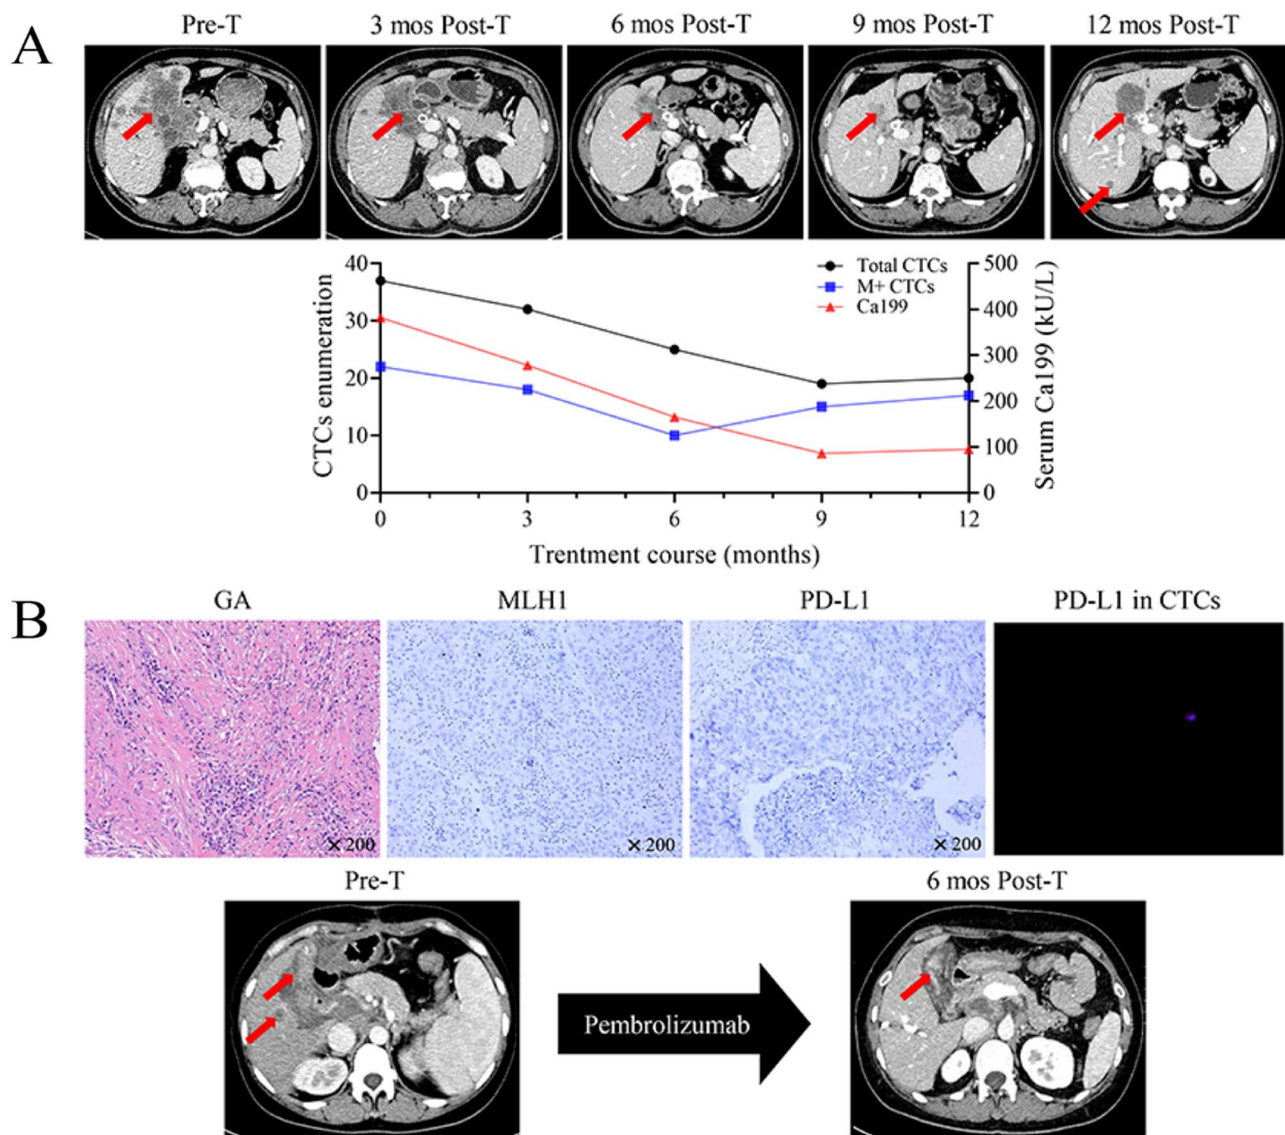 A
Pre-T
3 mos Post-T
6 mos Post-T
9 mos Post-T
12 mos Post-T
40
30
20
10
0
CTCs enumeration
Total CTCs
M+ CTCs
Ca199
500
400
300
200
100
0
Serum Ca199 (kU/L)
0
3
6
9
12
Trentment course (months)
B
GA
MLH1
PD-L1
PD-L1 in CTCs
× 200
× 200
× 200
Pre-T
6 mos Post-T
Pembrolizumab